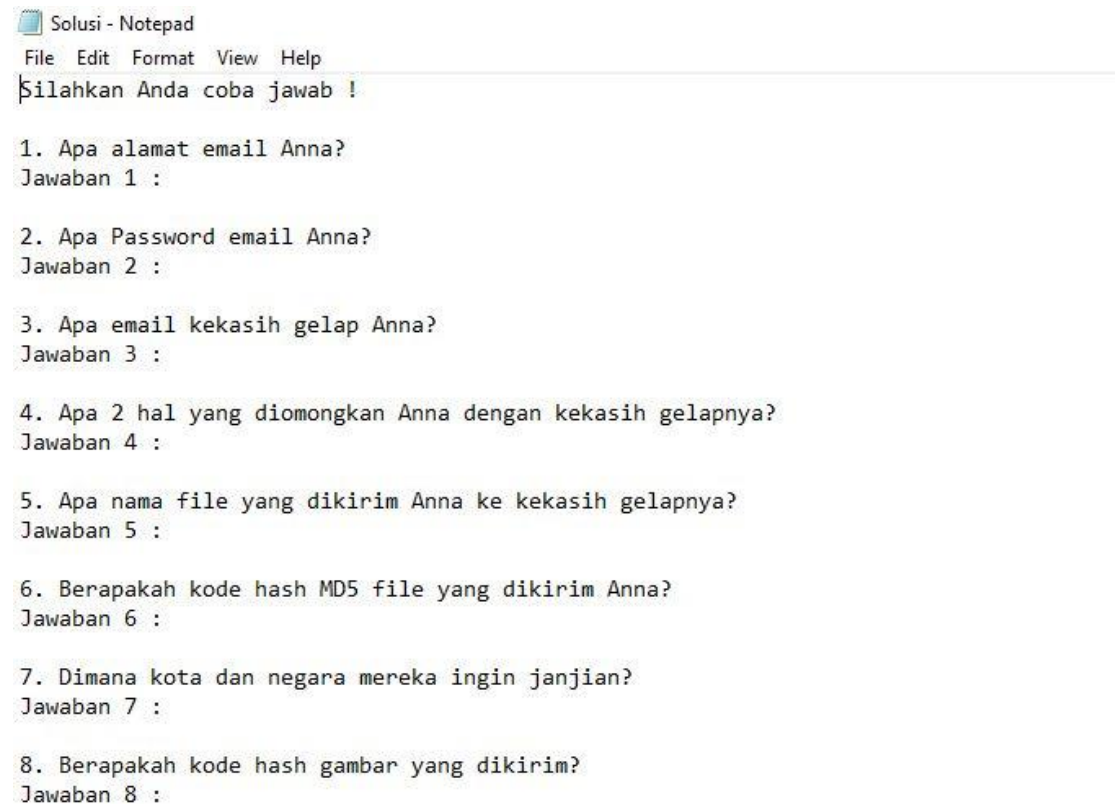 Solusi - Notepad
File Edit Format View Help
Silahkan Anda coba jawab !
1. Apa alamat email Anna?
Jawaban 1 :
2. Apa Password email Anna?
Jawaban 2 :
3. Apa email kekasih gelap Anna?
Jawaban 3 :
4. Apa 2 hal yang diomongkan Anna dengan kekasih gelapnya?
Jawaban 4 :
5. Apa nama file yang dikirim Anna ke kekasih gelapnya?
Jawaban 5 :
6. Berapakah kode hash MD5 file yang dikirim Anna?
Jawaban 6 :
7. Dimana kota dan negara mereka ingin janjian?
Jawaban 7 :
8. Berapakah kode hash gambar yang dikirim?
Jawaban 8 :